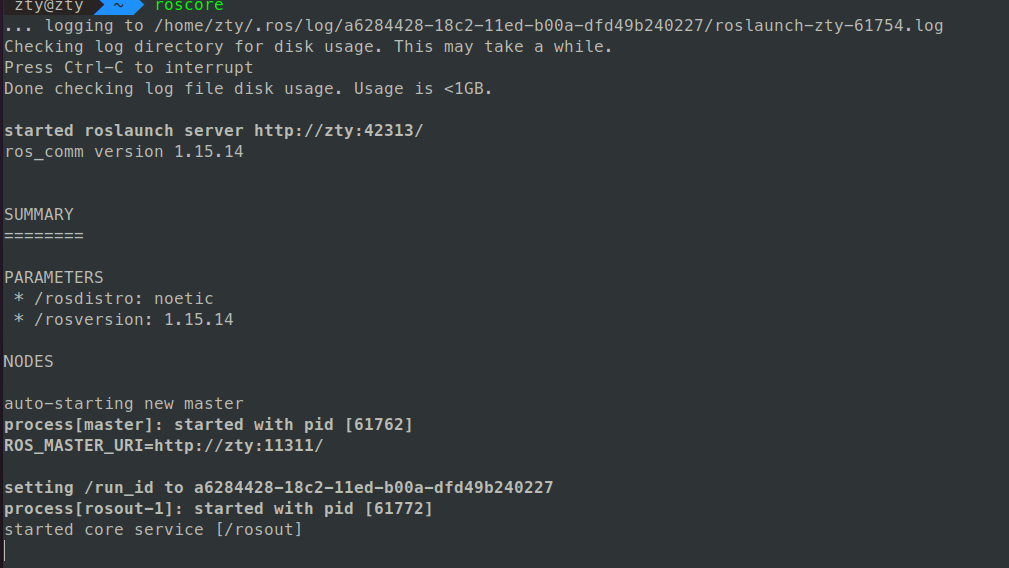 zty@zty ~ roscore
... logging to /home/zty/.ros/log/a6284428-18c2-11ed-b00a-dfd49b240227/roslaunch-zty-61754.log
Checking log directory for disk usage. This may take a while.
Press Ctrl-C to interrupt
Done checking log file disk usage. Usage is <1GB.
started roslaunch server http://zty:42313/
ros_comm version 1.15.14
SUMMARY
========
PARAMETERS
* /rosdistro: noetic
* /rosversion: 1.15.14
NODES
auto-starting new master
process[master]: started with pid [61762]
ROS_MASTER_URI=http://zty:11311/
setting /run_id to a6284428-18c2-11ed-b00a-dfd49b240227
process[rosout-1]: started with pid [61772]
started core service [/rosout]